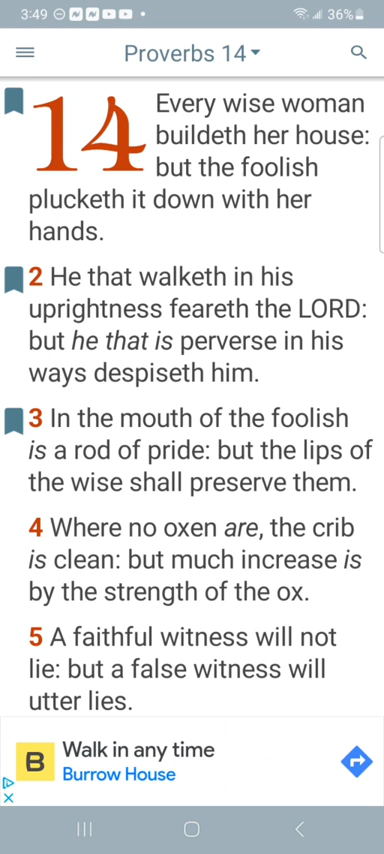 3:49 36%
Proverbs 14
14 Every wise woman
buildeth her house:
but the foolish
plucketh it down with her
hands.
2 He that walketh in his
uprightness feareth the LORD:
but he that is perverse in his
ways despiseth him.
3 In the mouth of the foolish
is a rod of pride: but the lips of
the wise shall preserve them.
4 Where no oxen are, the crib
is clean: but much increase is
by the strength of the ox.
5 A faithful witness will not
lie: but a false witness will
utter lies.
B Walk in any time
Burrow House